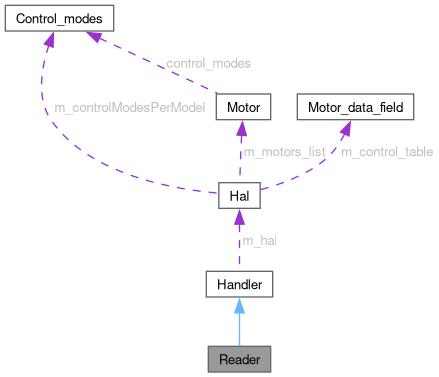 Control_modes
control_modes
m_controlModesPerModel
Motor
Motor_data_field
m_motors_list
m_control_table
Hal
m_hal
Handler
Reader